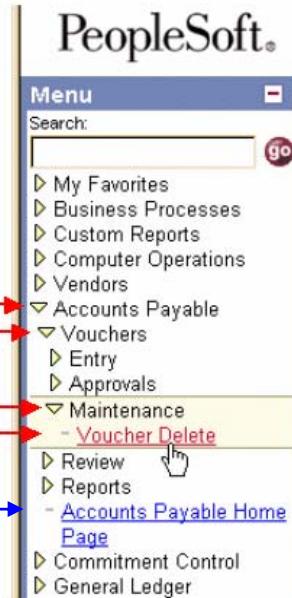 PeopleSoft.
Menu
Search:
go
My Favorites
Business Processes
Custom Reports
Computer Operations
Vendors
Accounts Payable
Vouchers
Entry
Approvals
Maintenance
- Voucher Delete
Review
Reports
- Accounts Payable Home
Page
Commitment Control
General Ledger